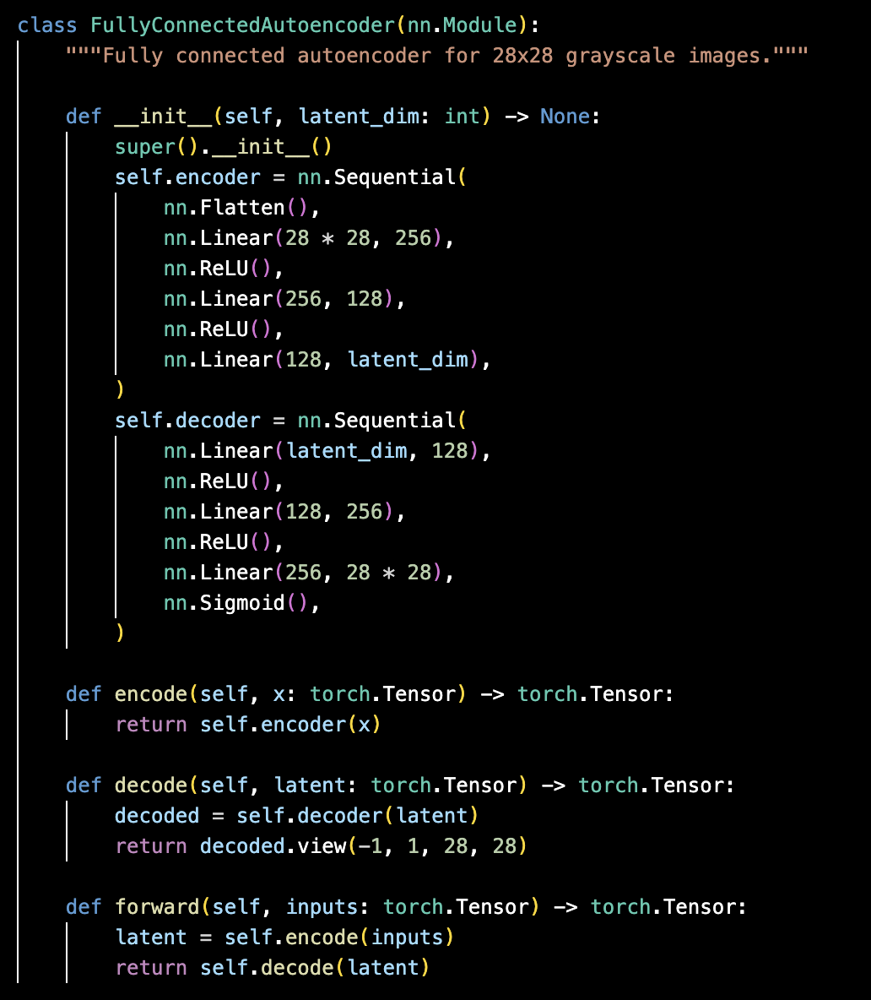 class FullyConnectedAutoencoder(nn.Module):
    """Fully connected autoencoder for 28x28 grayscale images."""

    def __init__(self, latent_dim: int) -> None:
        super().__init__()
        self.encoder = nn.Sequential(
            nn.Flatten(),
            nn.Linear(28 * 28, 256),
            nn.ReLU(),
            nn.Linear(256, 128),
            nn.ReLU(),
            nn.Linear(128, latent_dim),
        )
        self.decoder = nn.Sequential(
            nn.Linear(latent_dim, 128),
            nn.ReLU(),
            nn.Linear(128, 256),
            nn.ReLU(),
            nn.Linear(256, 28 * 28),
            nn.Sigmoid(),
        )

    def encode(self, x: torch.Tensor) -> torch.Tensor:
        return self.encoder(x)

    def decode(self, latent: torch.Tensor) -> torch.Tensor:
        decoded = self.decoder(latent)
        return decoded.view(-1, 1, 28, 28)

    def forward(self, inputs: torch.Tensor) -> torch.Tensor:
        latent = self.encode(inputs)
        return self.decode(latent)